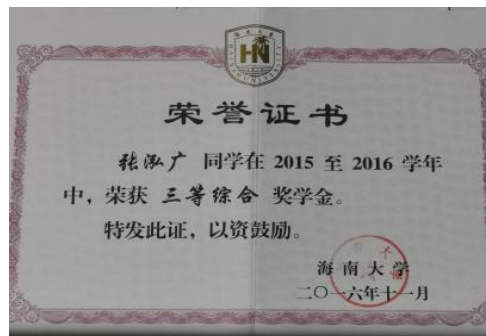 HN
荣誉证书
张泓广 同学在 2015 至 2016 学年
中，荣获 三等综合 奖学金。
特发此证，以资鼓励。
海南大学
二〇一六年十一月